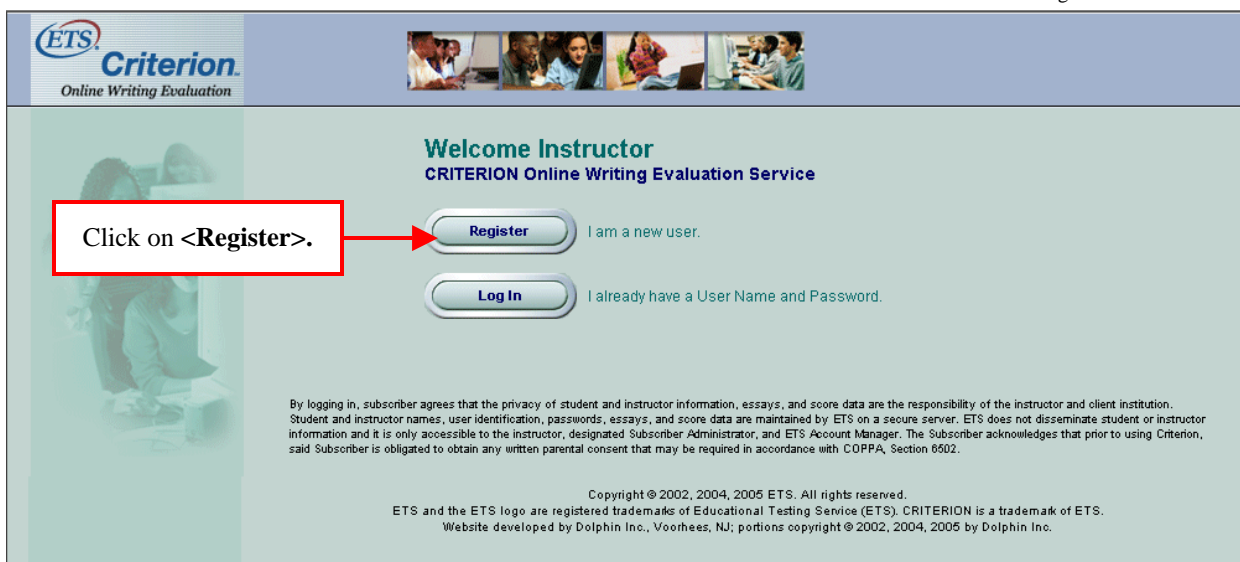 ETS
Criterion.
Online Writing Evaluation
Welcome Instructor
CRITERION Online Writing Evaluation Service
Click on <Register>.
Register I am a new user.
Log In I already have a User Name and Password.
By logging in, subscriber agrees that the privacy of student and instructor information, essays, and score data are the responsibility of the instructor and client institution.
Student and instructor names, user identification, passwords, essays, and score data are maintained by ETS on a secure server. ETS does not disseminate student or instructor
information and it is only accessible to the instructor, designated Subscriber Administrator, and ETS Account Manager. The Subscriber acknowledges that prior to using Criterion,
said Subscriber is obligated to obtain any written parental consent that may be required in accordance with COPPA, Section 6502.
Copyright © 2002, 2004, 2005 ETS. All rights reserved.
ETS and the ETS logo are registered trademarks of Educational Testing Service (ETS). CRITERION is a trademark of ETS.
Website developed by Dolphin Inc., Voorhees, NJ; portions copyright © 2002, 2004, 2005 by Dolphin Inc.